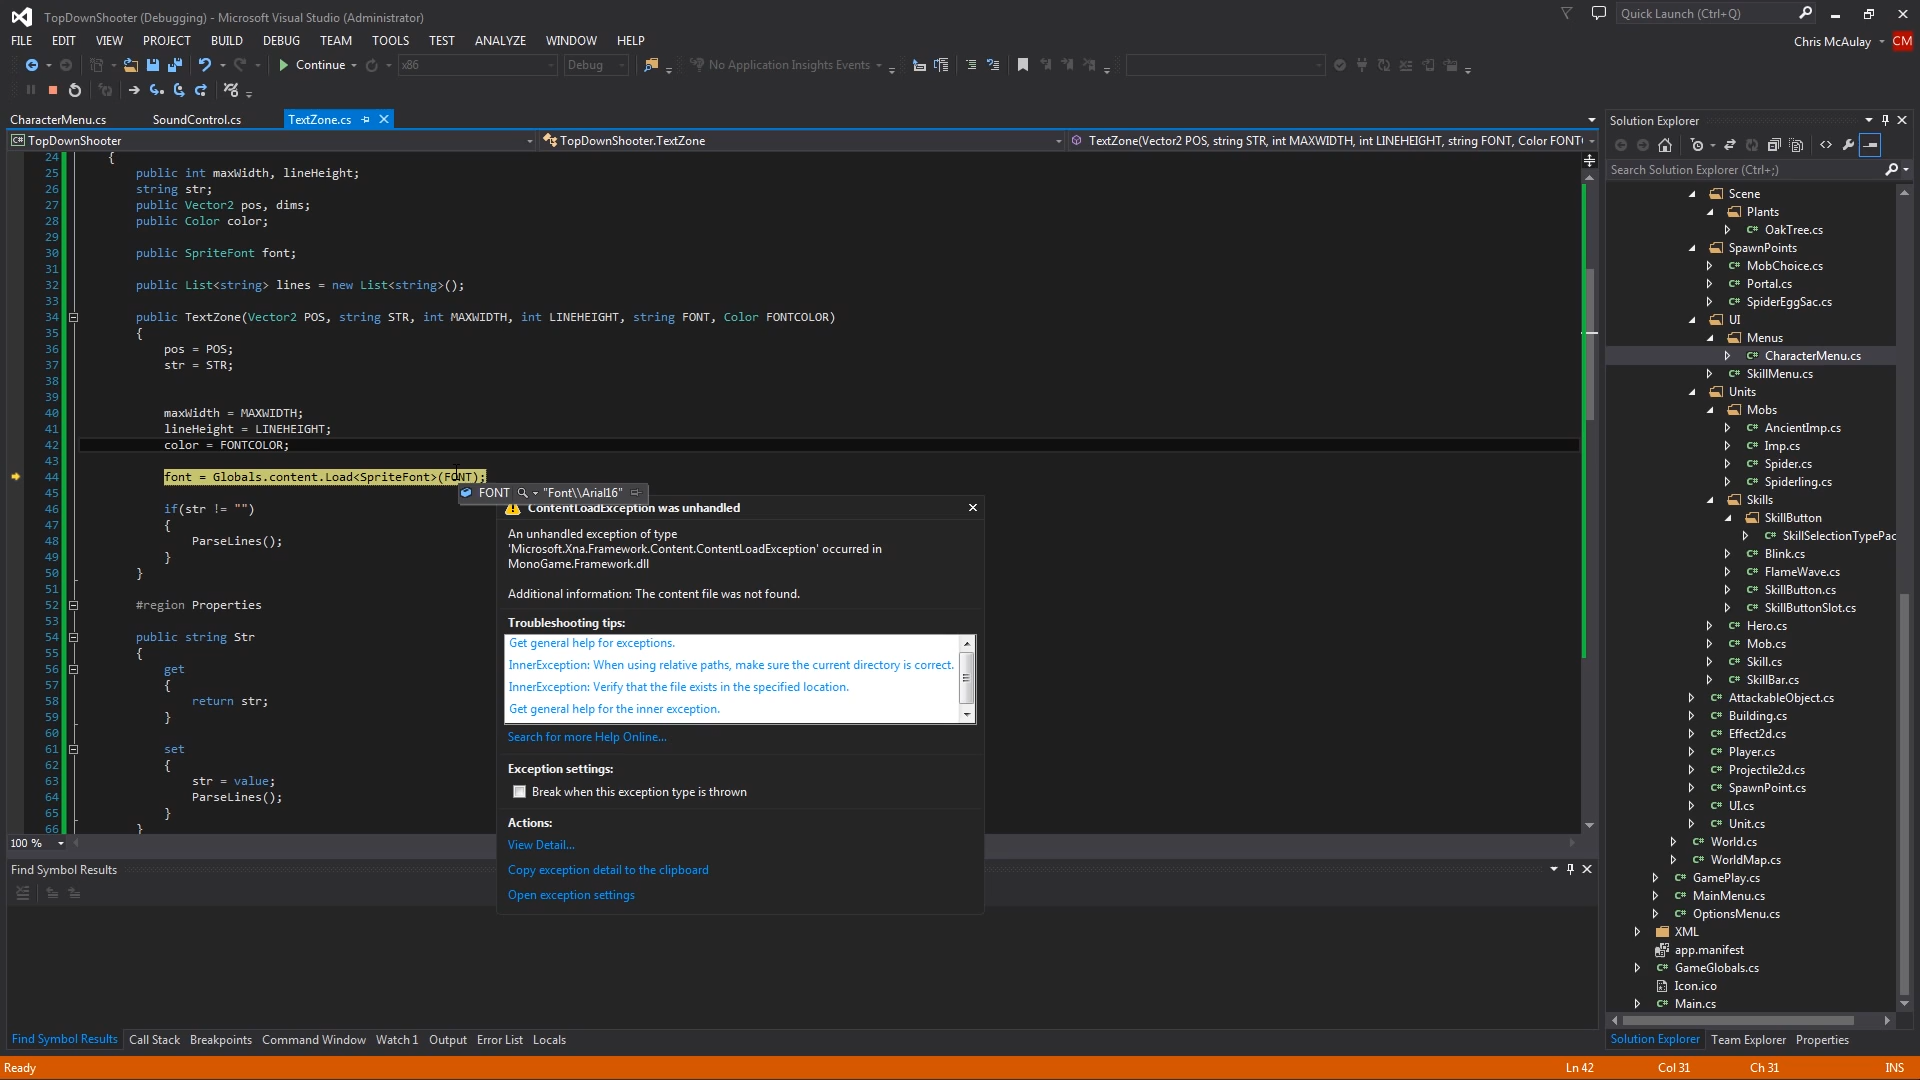 TopDownShooter (Debugging) - Microsoft Visual Studio (Administrator)
Quick Launch (Ctrl+Q)
FILE EDIT VIEW PROJECT BUILD DEBUG TEAM TOOLS TEST ANALYZE WINDOW HELP
Chris McAulay CM
Continue x86 Debug No Application Insights Events
CharacterMenu.cs SoundControl.cs TextZone.cs
TopDownShooter TopDownShooter.TextZone TextZone(Vector2 POS, string STR, int MAXWIDTH, int LINEHEIGHT, string FONT, Color FONT
24 {
25 public int maxWidth, lineHeight;
26 string str;
27 public Vector2 pos, dims;
28 public Color color;
29
30 public SpriteFont font;
31
32 public List<string> lines = new List<string>();
33
34 public TextZone(Vector2 POS, string STR, int MAXWIDTH, int LINEHEIGHT, string FONT, Color FONTCOLOR)
35 {
36 pos = POS;
37 str = STR;
38
39
40 maxWidth = MAXWIDTH;
41 lineHeight = LINEHEIGHT;
42 color = FONTCOLOR;
43
44 font = Globals.content.Load<SpriteFont>(FONT);
45
46 if(str != "")
47 {
48 ParseLines();
49 }
50 }
51
52 #region Properties
53
54 public string Str
55 {
56 get
57 {
58 return str;
59 }
60
61 set
62 {
63 str = value;
64 ParseLines();
65 }
66 }
FONT "Font\\Arial16"
ContentLoadException was unhandled
An unhandled exception of type
'Microsoft.Xna.Framework.Content.ContentLoadException' occurred in
MonoGame.Framework.dll
Additional information: The content file was not found.
Troubleshooting tips:
Get general help for exceptions.
InnerException: When using relative paths, make sure the current directory is correct.
InnerException: Verify that the file exists in the specified location.
Get general help for the inner exception.
Search for more Help Online...
Exception settings:
Break when this exception type is thrown
Actions:
View Detail...
Copy exception detail to the clipboard
Open exception settings
100 %
Find Symbol Results
Find Symbol Results Call Stack Breakpoints Command Window Watch 1 Output Error List Locals
Solution Explorer
Search Solution Explorer (Ctrl+;)
Scene
Plants
C# OakTree.cs
SpawnPoints
C# MobChoice.cs
C# Portal.cs
C# SpiderEggSac.cs
UI
Menus
C# CharacterMenu.cs
C# SkillMenu.cs
Units
Mobs
C# AncientImp.cs
C# Imp.cs
C# Spider.cs
C# Spiderling.cs
Skills
SkillButton
C# SkillSelectionTypePac
C# Blink.cs
C# FlameWave.cs
C# SkillButton.cs
C# SkillButtonSlot.cs
C# Hero.cs
C# Mob.cs
C# Skill.cs
C# SkillBar.cs
C# AttackableObject.cs
C# Building.cs
C# Effect2d.cs
C# Player.cs
C# Projectile2d.cs
C# SpawnPoint.cs
C# UI.cs
C# Unit.cs
C# World.cs
C# WorldMap.cs
C# GamePlay.cs
C# MainMenu.cs
C# OptionsMenu.cs
XML
app.manifest
C# GameGlobals.cs
Icon.ico
C# Main.cs
Solution Explorer Team Explorer Properties
Ready Ln 42 Col 31 Ch 31 INS